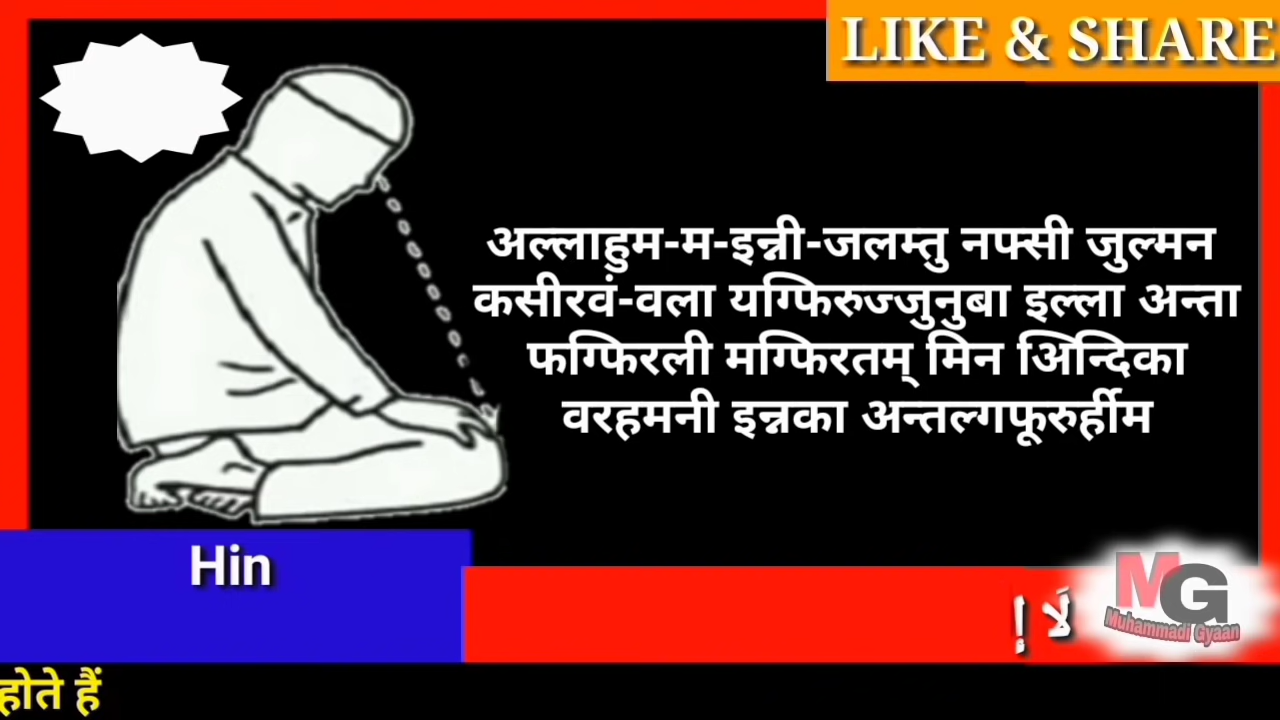 LIKE & SHARE
अल्लाहुम-म-इन्नी-जलम्तु नफ्सी जुल्मन
कसीरवं-वला यग्फिरुज्जुनुबा इल्ला अन्ता
फग्फिरली मग्फिरतम् मिन अिन्दिका
वरहमनी इन्नका अन्तल्गफूरुर्हीम
Hin
لَا إ
MG
Muhammadi Gyaan
होते हैं